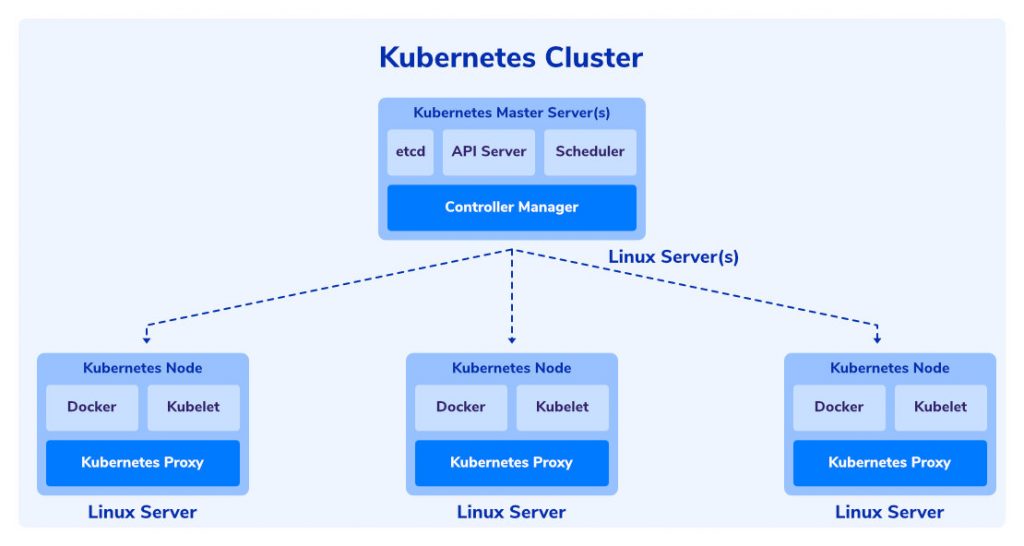 Kubernetes Cluster
Kubernetes Master Server(s)
etcd
API Server
Scheduler
Controller Manager
Linux Server(s)
Kubernetes Node
Docker
Kubelet
Kubernetes Proxy
Linux Server
Kubernetes Node
Docker
Kubelet
Kubernetes Proxy
Linux Server
Kubernetes Node
Docker
Kubelet
Kubernetes Proxy
Linux Server